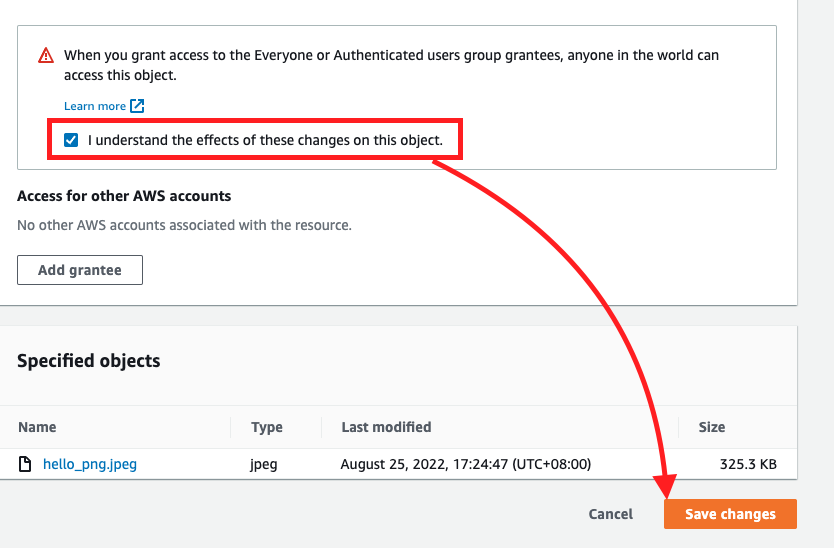 When you grant access to the Everyone or Authenticated users group grantees, anyone in the world can
access this object.
Learn more
I understand the effects of these changes on this object.
Access for other AWS accounts
No other AWS accounts associated with the resource.
Add grantee
Specified objects
Name Type Last modified Size
hello_png.jpeg jpeg August 25, 2022, 17:24:47 (UTC+08:00) 325.3 KB
Cancel Save changes